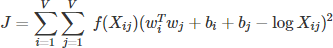 J = \sum_{i=1}^{V} \sum_{j=1}^{V} f(X_{ij})(w_i^T w_j + b_i + b_j - \log X_{ij})^2